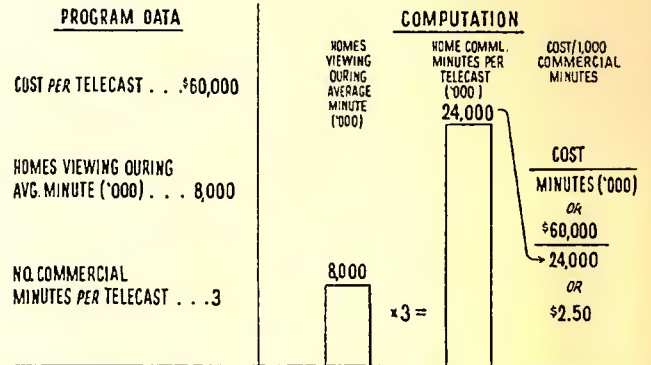 PROGRAM DATA
COST PER TELECAST . . . $60,000
HOMES VIEWING DURING
AVG. MINUTE ('000) . . . 8,000
NO. COMMERCIAL
MINUTES PER TELECAST . . . 3
COMPUTATION
HOMES
VIEWING
DURING
AVERAGE
MINUTE
('000)
HOME COMML.
MINUTES PER
TELECAST
('000)
24,000
COST/1,000
COMMERCIAL
MINUTES
COST
MINUTES ('000)
OR
$60,000
24,000
OR
$2.50
8,000
x3=